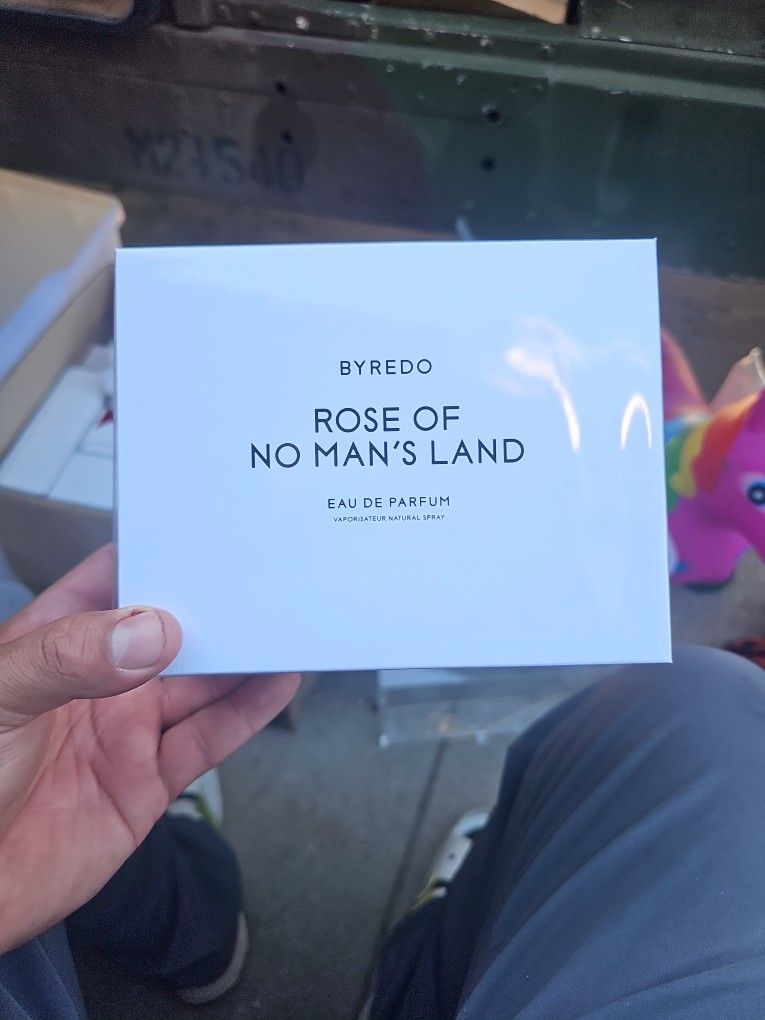 BYREDO
ROSE OF
NO MAN'S LAND
EAU DE PARFUM
VAPORISATEUR NATURAL SPRAY